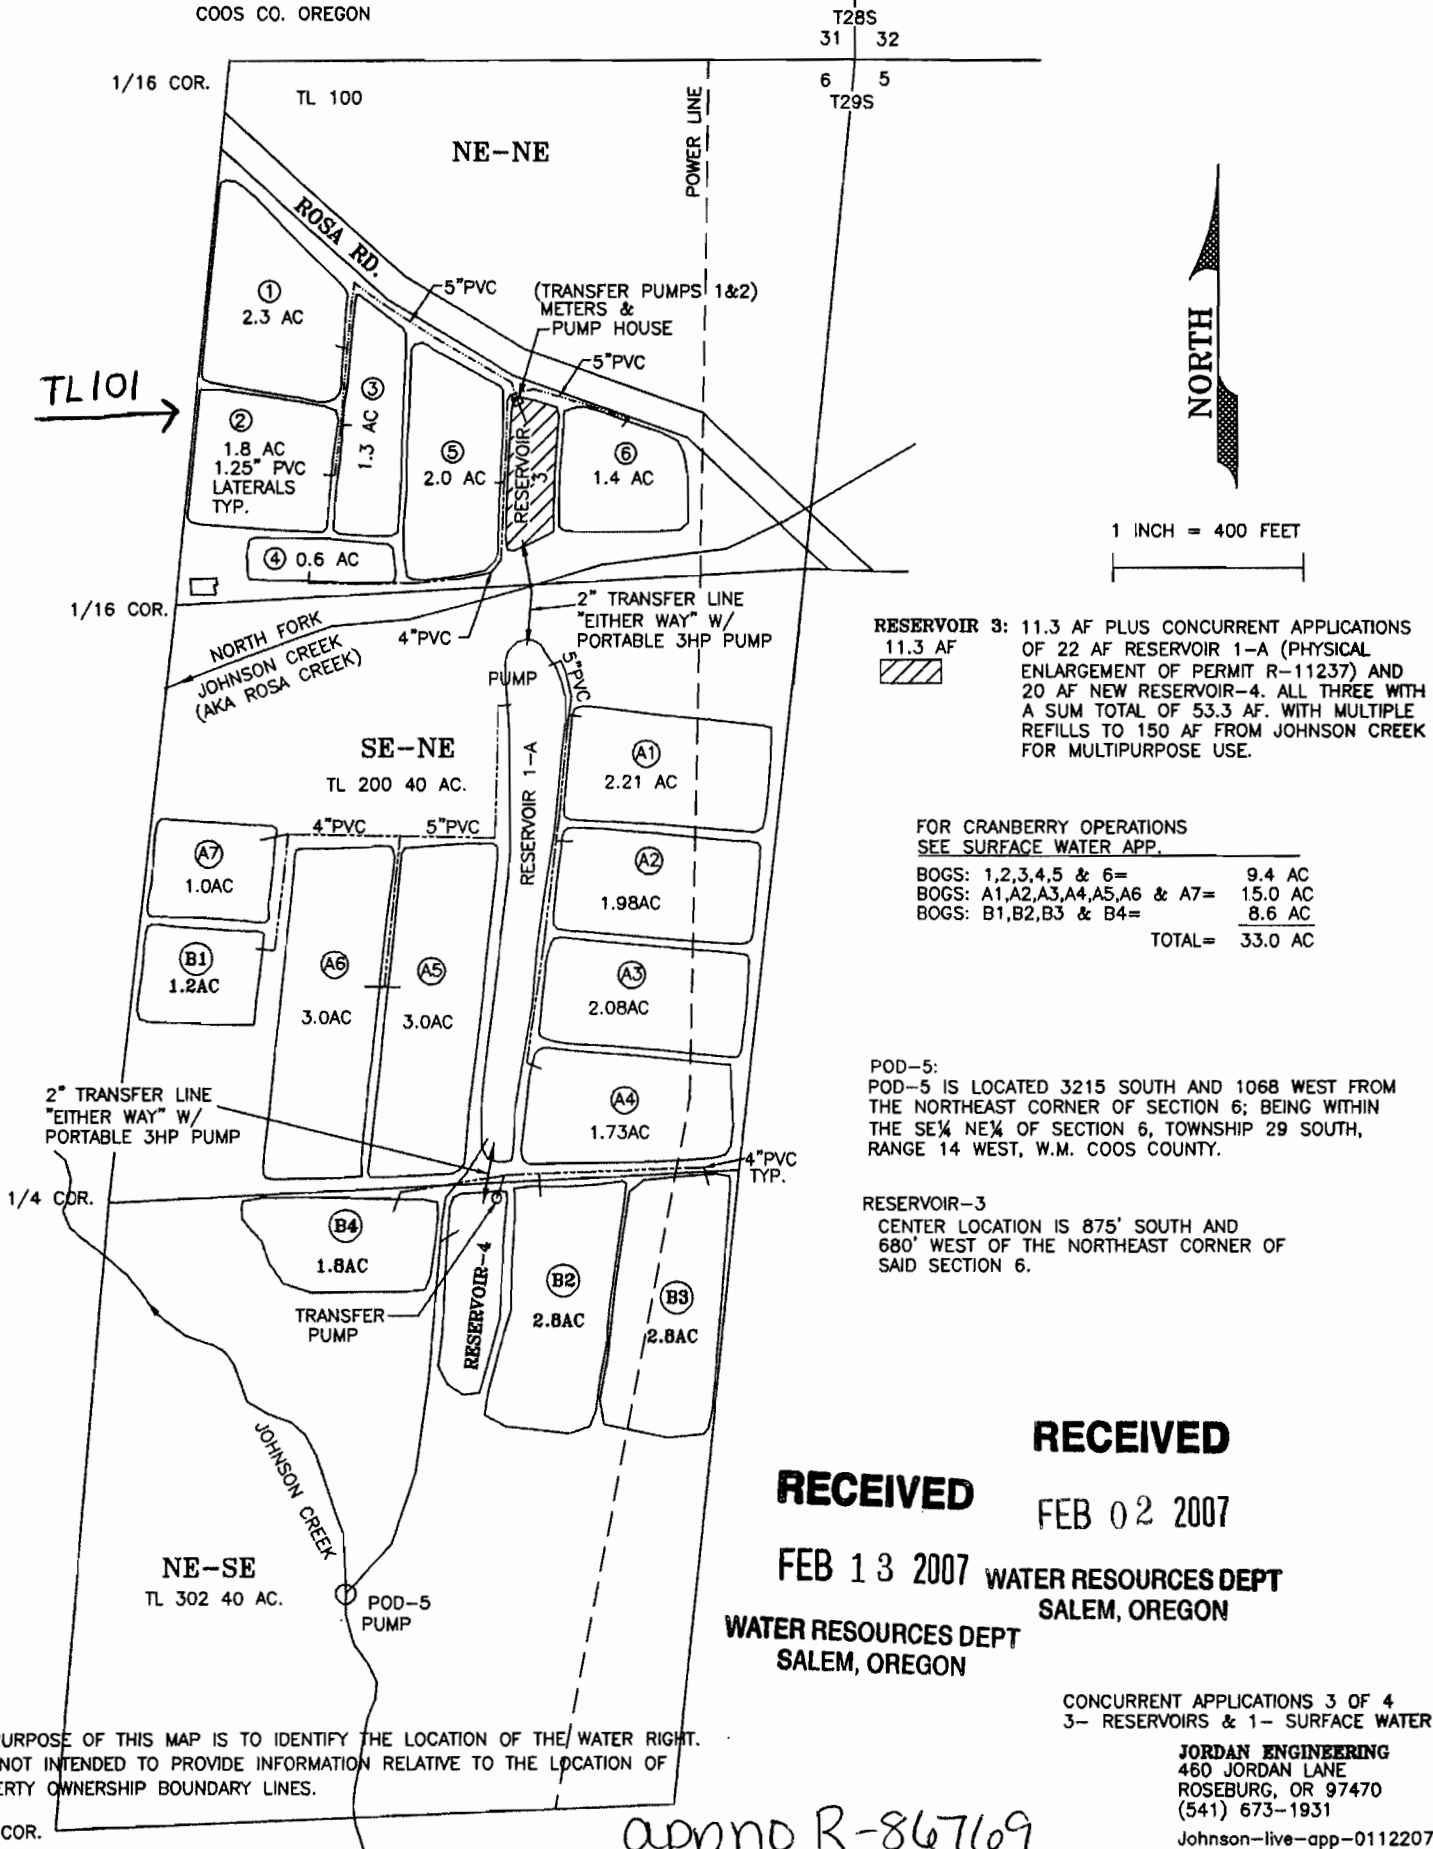 COOS CO. OREGON
T28S
31 32
6 5
T29S
1/16 COR.
TL 100
NE-NE
POWER LINE
ROSA RD.
5"PVC
(TRANSFER PUMPS 1&2)
METERS &
PUMP HOUSE
5"PVC
NORTH
TL101
1
2.3 AC
2
1.8 AC
1.25" PVC
LATERALS
TYP.
3
1.3 AC
5
2.0 AC
RESERVOIR
3
6
1.4 AC
4 0.6 AC
1 INCH = 400 FEET
1/16 COR.
NORTH FORK
JOHNSON CREEK
(AKA ROSA CREEK)
4"PVC
2" TRANSFER LINE
"EITHER WAY" W/
PORTABLE 3HP PUMP
RESERVOIR 3: 11.3 AF PLUS CONCURRENT APPLICATIONS
11.3 AF OF 22 AF RESERVOIR 1-A (PHYSICAL
ENLARGEMENT OF PERMIT R-11237) AND
20 AF NEW RESERVOIR-4. ALL THREE WITH
A SUM TOTAL OF 53.3 AF. WITH MULTIPLE
REFILLS TO 150 AF FROM JOHNSON CREEK
FOR MULTIPURPOSE USE.
PUMP
5"PVC
SE-NE
TL 200 40 AC.
RESERVOIR 1-A
A1
2.21 AC
4"PVC
5"PVC
A7
1.0AC
A2
1.98AC
FOR CRANBERRY OPERATIONS
SEE SURFACE WATER APP.
BOGS: 1,2,3,4,5 & 6= 9.4 AC
BOGS: A1,A2,A3,A4,A5,A6 & A7= 15.0 AC
BOGS: B1,B2,B3 & B4= 8.6 AC
TOTAL= 33.0 AC
B1
1.2AC
A6
3.0AC
A5
3.0AC
A3
2.08AC
A4
1.73AC
POD-5:
POD-5 IS LOCATED 3215 SOUTH AND 1068 WEST FROM
THE NORTHEAST CORNER OF SECTION 6; BEING WITHIN
THE SE¼ NE¼ OF SECTION 6, TOWNSHIP 29 SOUTH,
RANGE 14 WEST, W.M. COOS COUNTY.
2" TRANSFER LINE
"EITHER WAY" W/
PORTABLE 3HP PUMP
4"PVC
TYP.
1/4 COR.
B4
1.8AC
RESERVOIR-4
B2
2.8AC
B3
2.8AC
TRANSFER
PUMP
RESERVOIR-3
CENTER LOCATION IS 875' SOUTH AND
680' WEST OF THE NORTHEAST CORNER OF
SAID SECTION 6.
JOHNSON CREEK
NE-SE
TL 302 40 AC.
POD-5
PUMP
RECEIVED
FEB 02 2007
WATER RESOURCES DEPT
SALEM, OREGON
RECEIVED
FEB 13 2007
WATER RESOURCES DEPT
SALEM, OREGON
URPOSE OF THIS MAP IS TO IDENTIFY THE LOCATION OF THE WATER RIGHT.
NOT INTENDED TO PROVIDE INFORMATION RELATIVE TO THE LOCATION OF
ERTY OWNERSHIP BOUNDARY LINES.
COR.
CONCURRENT APPLICATIONS 3 OF 4
3- RESERVOIRS & 1- SURFACE WATER
JORDAN ENGINEERING
460 JORDAN LANE
ROSEBURG, OR 97470
(541) 673-1931
Johnson-live-app-0112207
R-86769